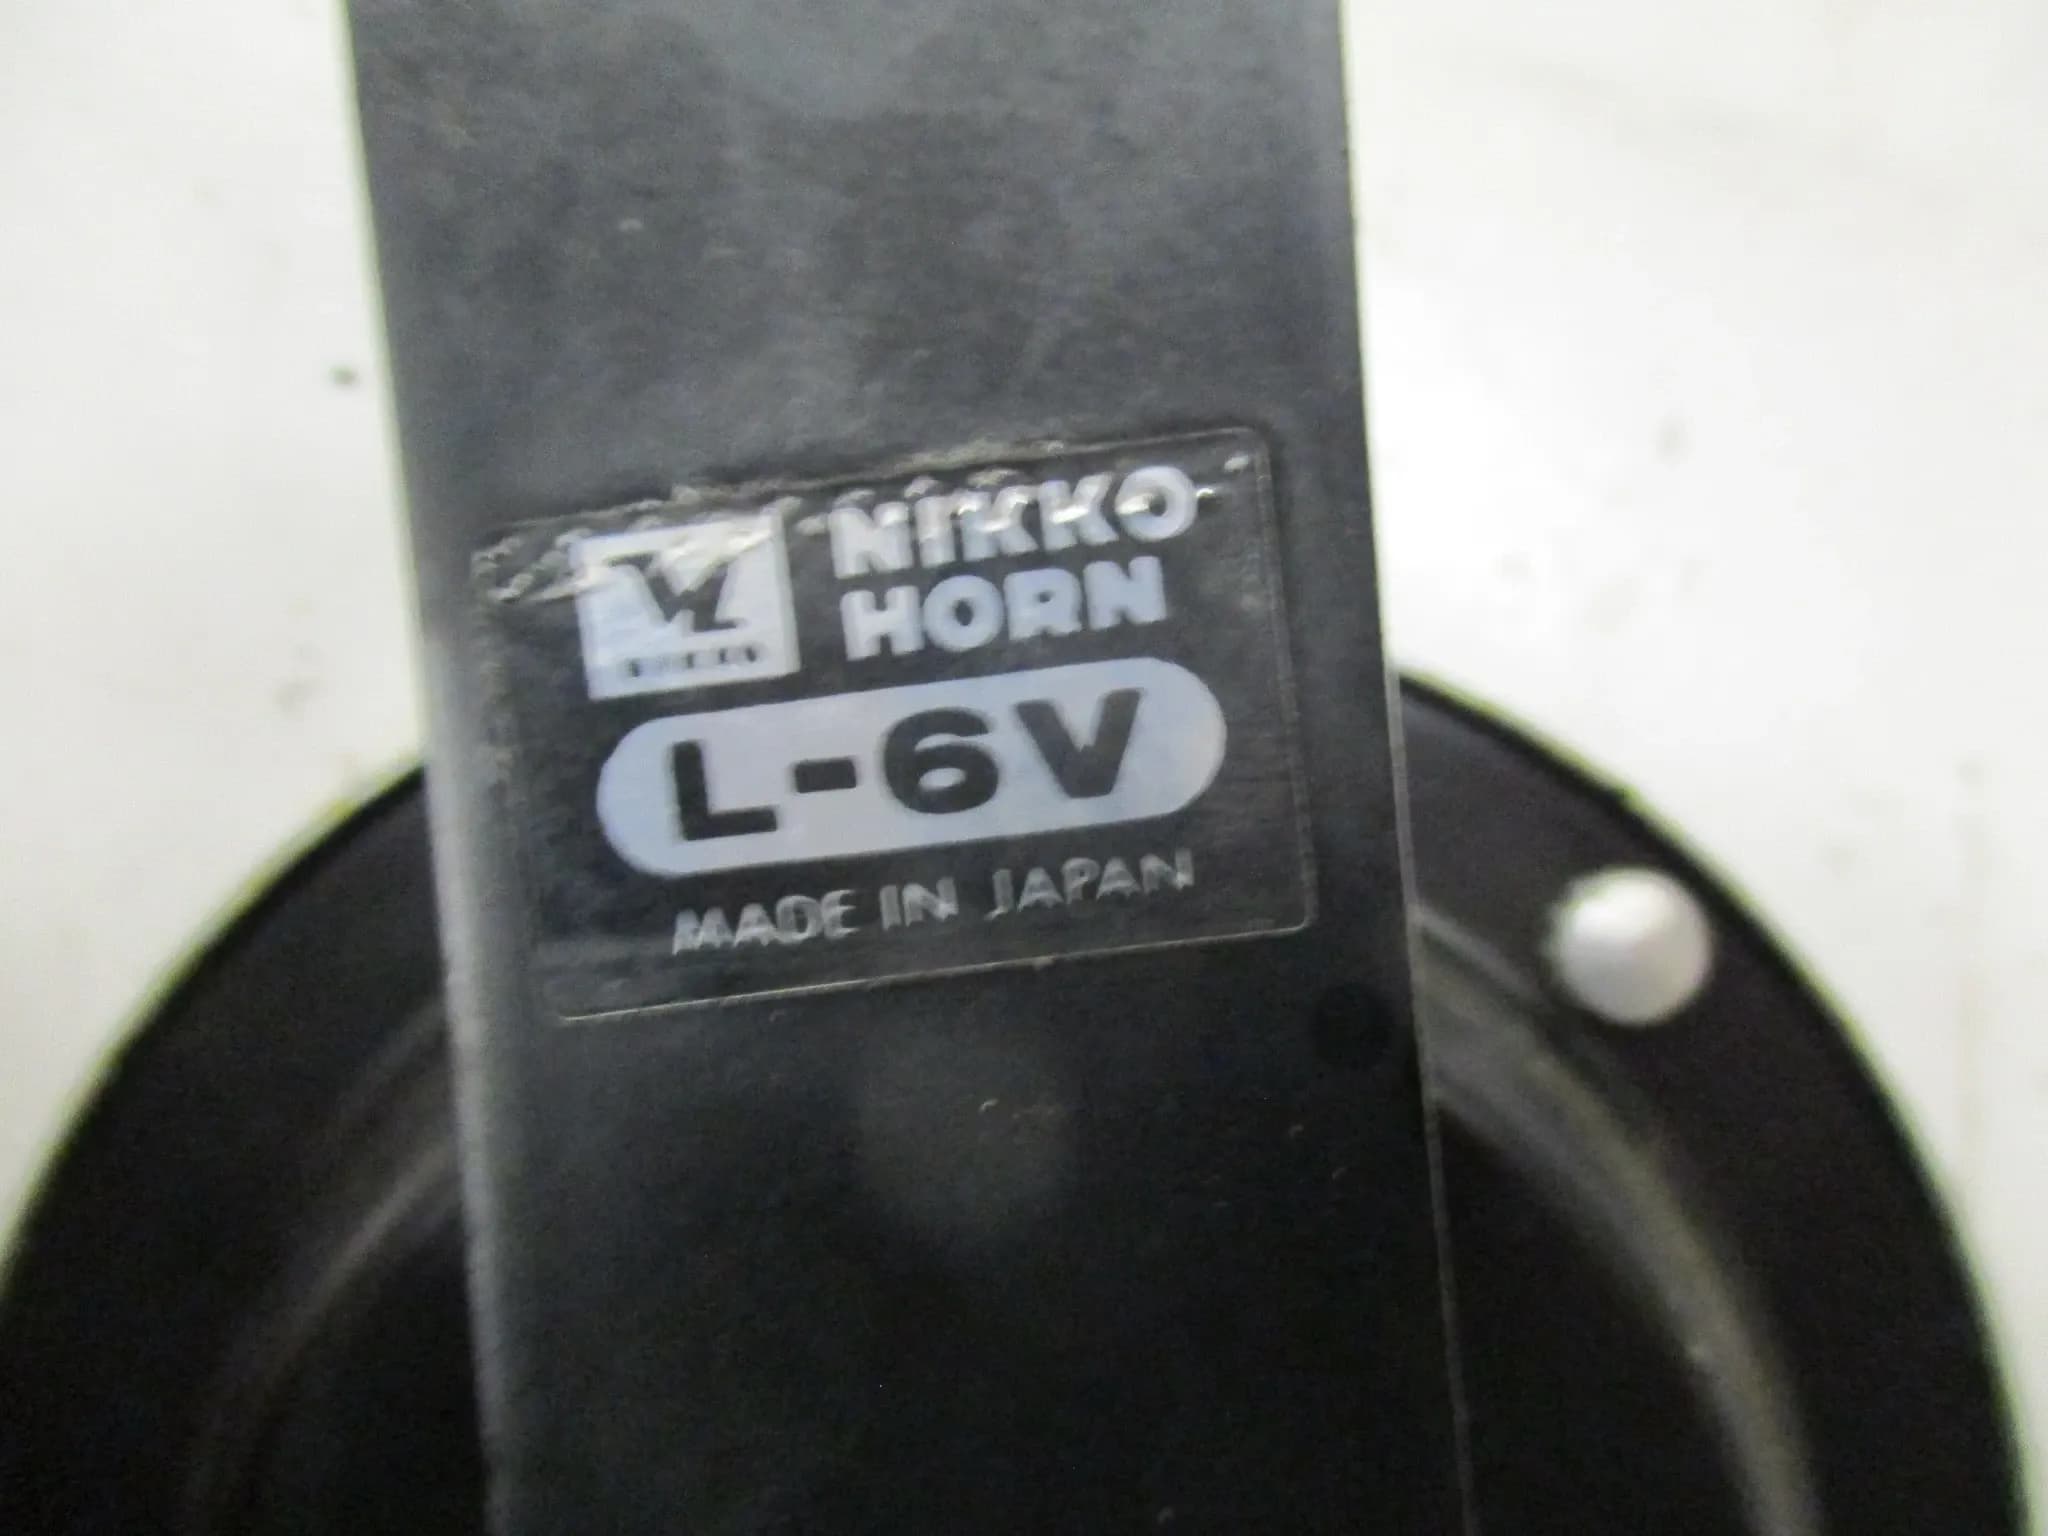 NIKKO
HORN
L-6V
MADE IN JAPAN